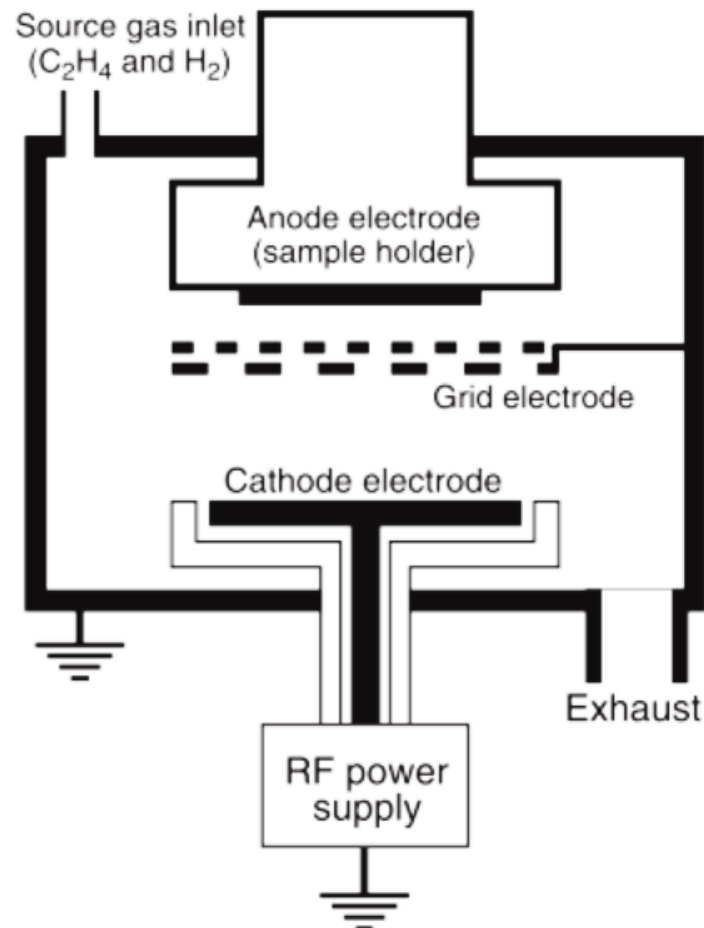 Source gas inlet
(C₂H₄ and H₂)
Anode electrode
(sample holder)
Grid electrode
Cathode electrode
Exhaust
RF power
supply